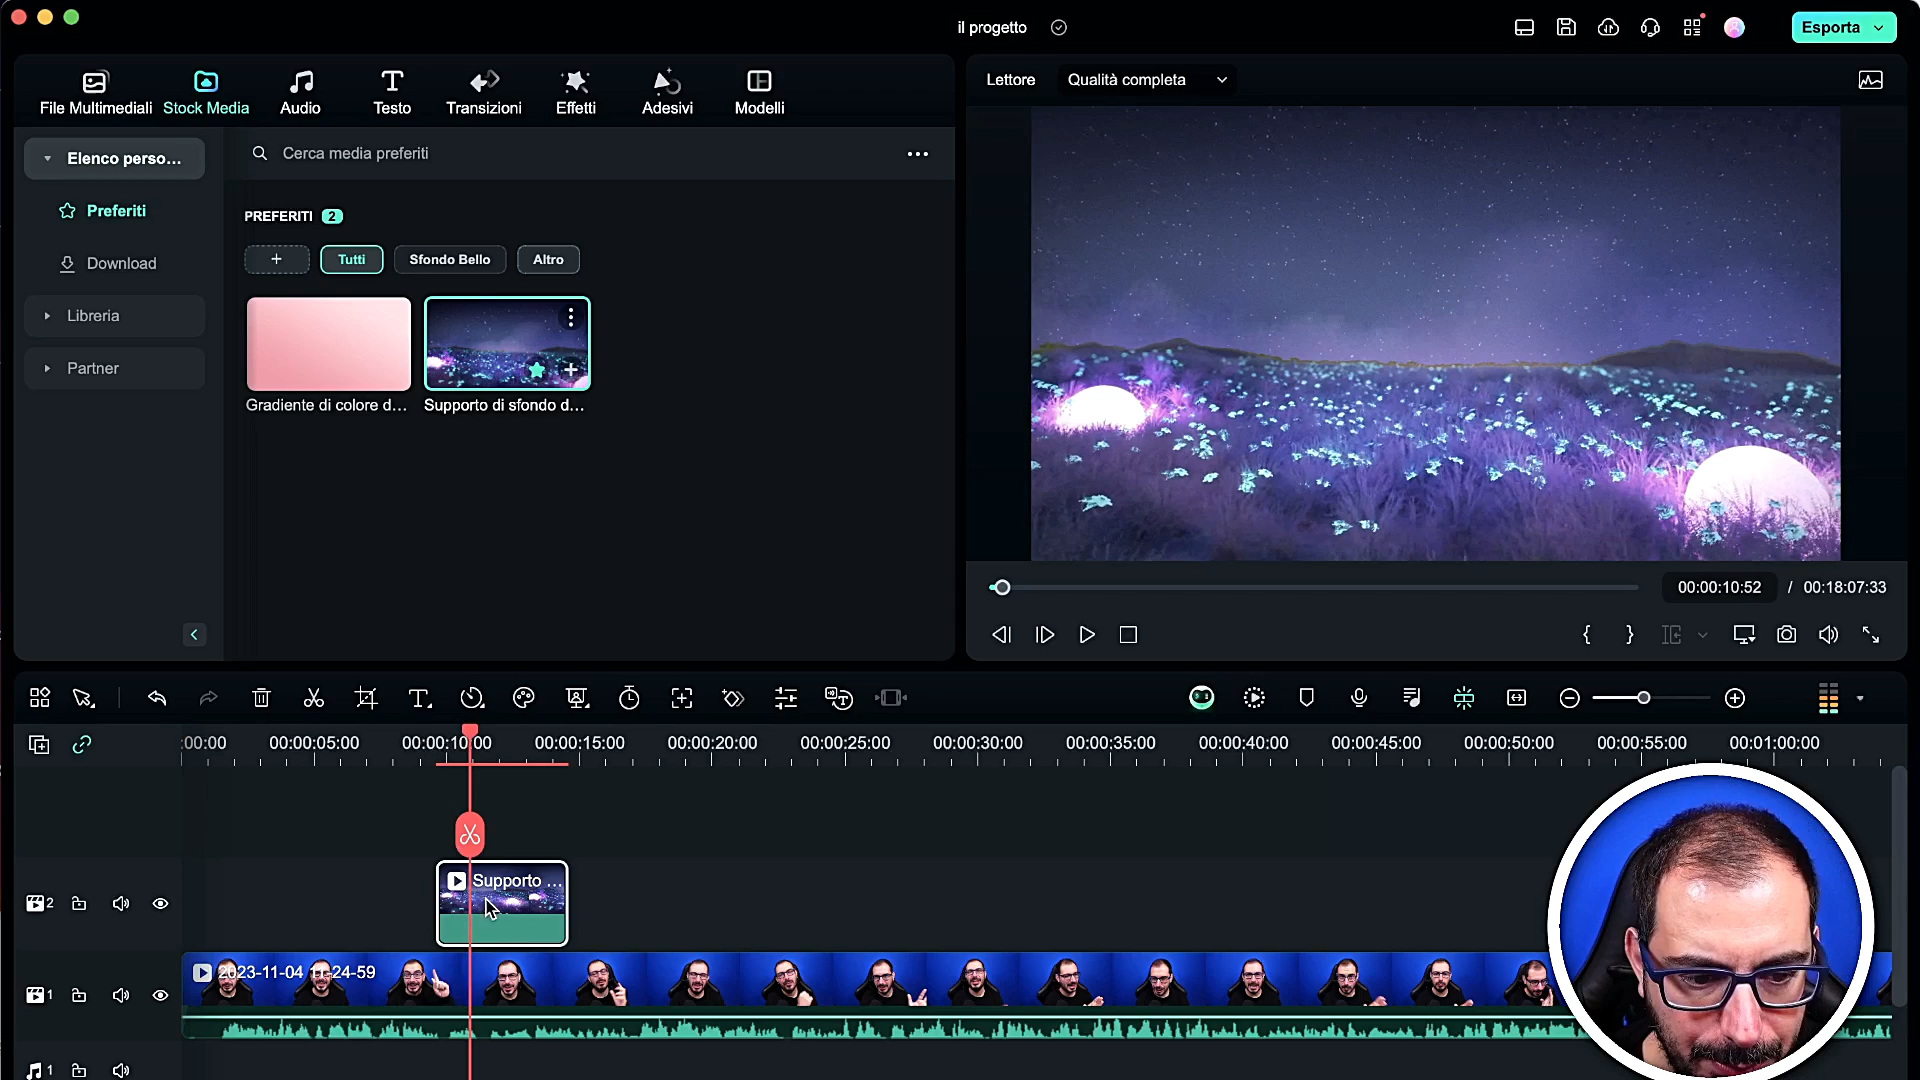 il progetto
Esporta
File Multimediali
Stock Media
Audio
Testo
Transizioni
Effetti
Adesivi
Modelli
Lettore
Qualità completa
Elenco perso...
Cerca media preferiti
Preferiti
PREFERITI 2
+
Tutti
Sfondo Bello
Altro
Download
Libreria
Partner
Gradiente di colore d...
Supporto di sfondo d...
00:00:10:52 / 00:18:07:33
:00:00
00:00:05:00
00:00:10:00
00:00:15:00
00:00:20:00
00:00:25:00
00:00:30:00
00:00:35:00
00:00:40:00
00:00:45:00
00:00:50:00
00:00:55:00
00:01:00:00
Supporto ...
2
2023-11-04 11-24-59
1
1